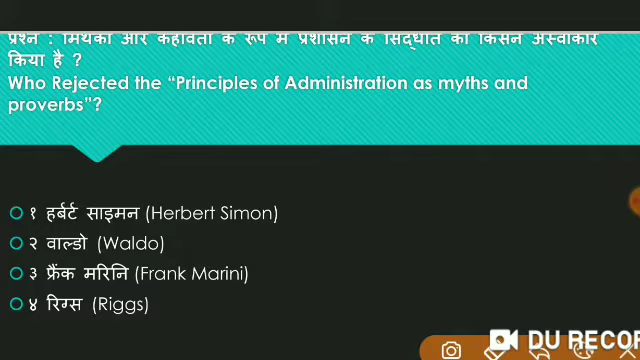 प्रश्न : मिथकों और कहावतों के रूप में प्रशासन के सिद्धांत को किसने अस्वीकार
किया है ?
Who Rejected the “Principles of Administration as myths and
proverbs”?
१ हर्बर्ट साइमन (Herbert Simon)
२ वाल्डो (Waldo)
३ फ्रैंक मरिनि (Frank Marini)
४ रिग्स (Riggs)
DU RECOR